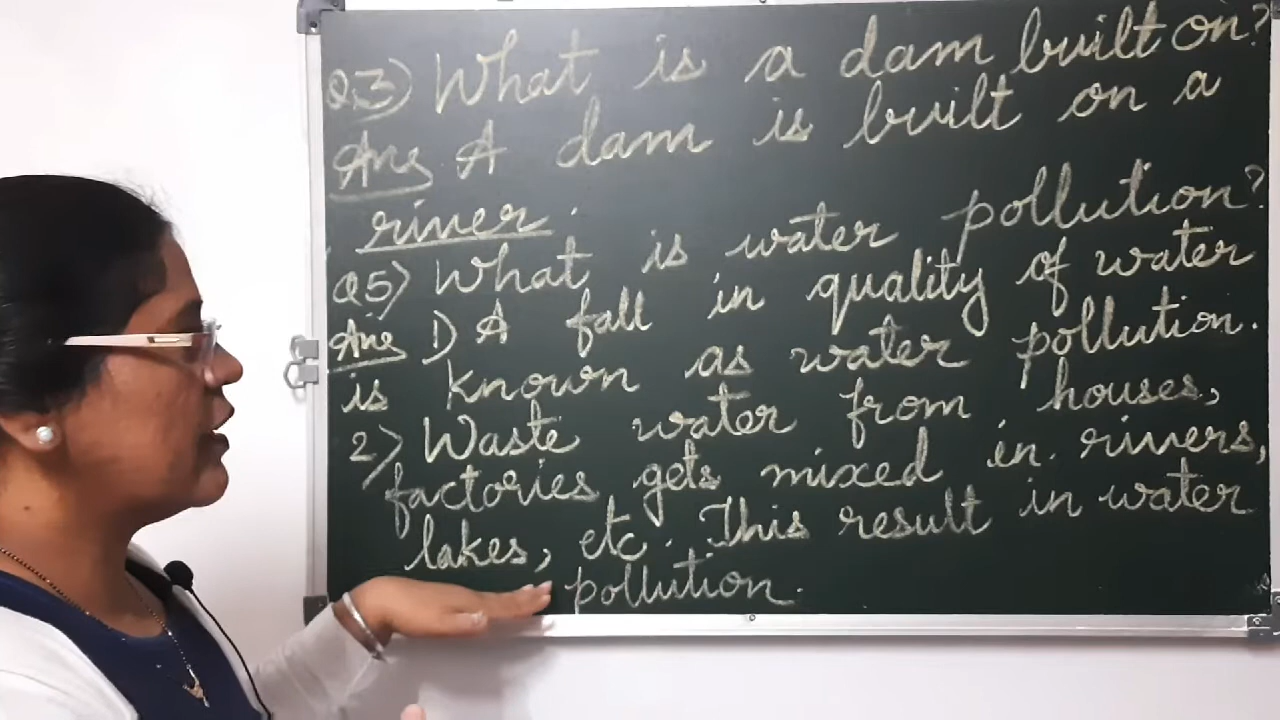 Q.3) What is a dam built on?
Ans A dam is built on a
river.
Q5) What is water pollution?
Ans 1) A fall in quality of water
is known as water pollution.
2) Waste water from houses,
factories gets mixed in rivers,
lakes, etc. This result in water
pollution.